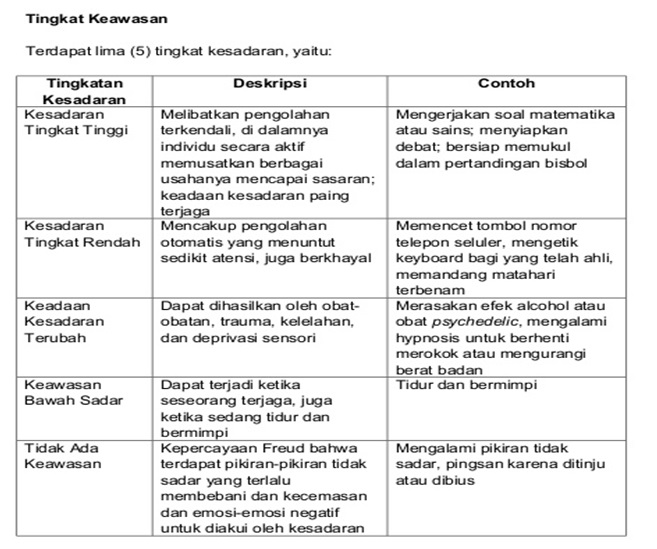 Tingkat Keawasan
Terdapat lima (5) tingkat kesadaran, yaitu:
Tingkatan
Kesadaran
Deskripsi
Contoh
Kesadaran
Tingkat Tinggi
Melibatkan pengolahan
terkendali, di dalamnya
individu secara aktif
memusatkan berbagai
usahanya mencapai sasaran;
keadaan kesadaran paing
terjaga
Mengerjakan soal matematika
atau sains; menyiapkan
debat; bersiap memukul
dalam pertandingan bisbol
Kesadaran
Tingkat Rendah
Mencakup pengolahan
otomatis yang menuntut
sedikit atensi, juga berkhayal
Memencet tombol nomor
telepon seluler, mengetik
keyboard bagi yang telah ahli,
memandang matahari
terbenam
Keadaan
Kesadaran
Terubah
Dapat dihasilkan oleh obat-
obatan, trauma, kelelahan,
dan deprivasi sensori
Merasakan efek alcohol atau
obat psychedelic, mengalami
hypnosis untuk berhenti
merokok atau mengurangi
berat badan
Keawasan
Bawah Sadar
Dapat terjadi ketika
seseorang terjaga, juga
ketika sedang tidur dan
bermimpi
Tidur dan bermimpi
Tidak Ada
Keawasan
Kepercayaan Freud bahwa
terdapat pikiran-pikiran tidak
sadar yang terlalu
membebani dan kecemasan
dan emosi-emosi negatif
untuk diakui oleh kesadaran
Mengalami pikiran tidak
sadar, pingsan karena ditinju
atau dibius